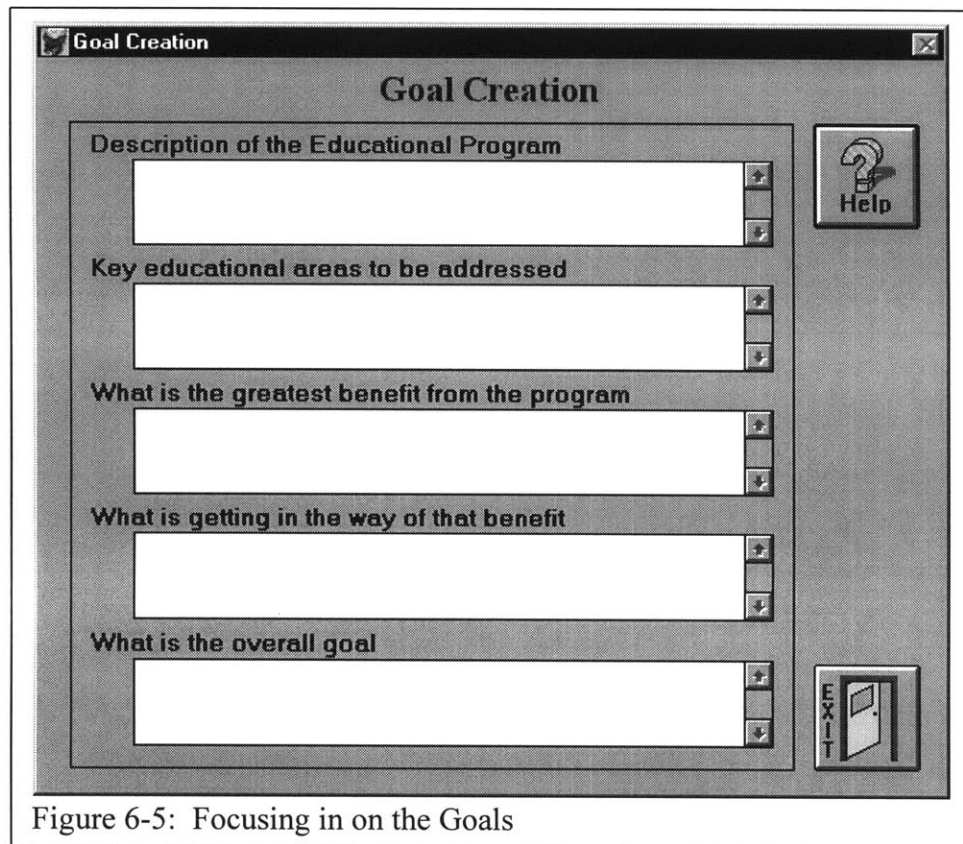 Goal Creation
Goal Creation
Description of the Educational Program
Help
Key educational areas to be addressed
What is the greatest benefit from the program
What is getting in the way of that benefit
What is the overall goal
EXIT
Figure 6-5:  Focusing in on the Goals